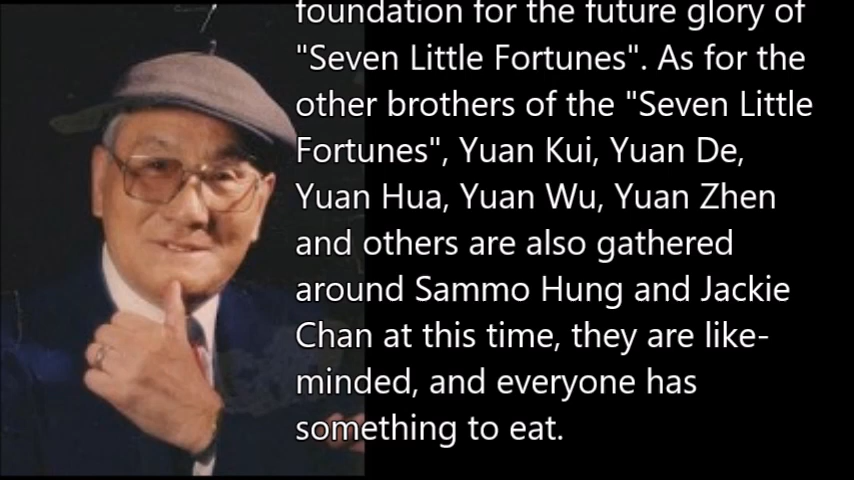 foundation for the future glory of
"Seven Little Fortunes". As for the
other brothers of the "Seven Little
Fortunes", Yuan Kui, Yuan De,
Yuan Hua, Yuan Wu, Yuan Zhen
and others are also gathered
around Sammo Hung and Jackie
Chan at this time, they are like-
minded, and everyone has
something to eat.